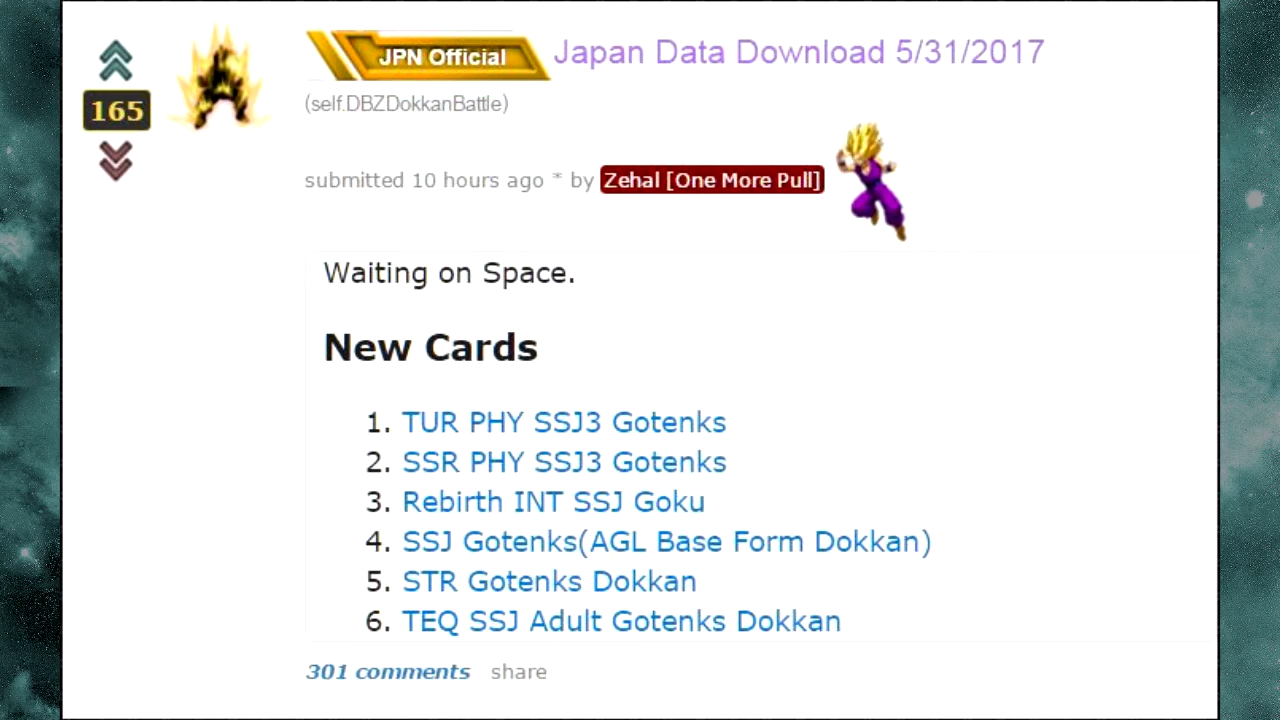 JPN Official Japan Data Download 5/31/2017
(self.DBZDokkanBattle)
165
submitted 10 hours ago * by Zehal [One More Pull]
Waiting on Space.
New Cards
1. TUR PHY SSJ3 Gotenks
2. SSR PHY SSJ3 Gotenks
3. Rebirth INT SSJ Goku
4. SSJ Gotenks(AGL Base Form Dokkan)
5. STR Gotenks Dokkan
6. TEQ SSJ Adult Gotenks Dokkan
301 comments share